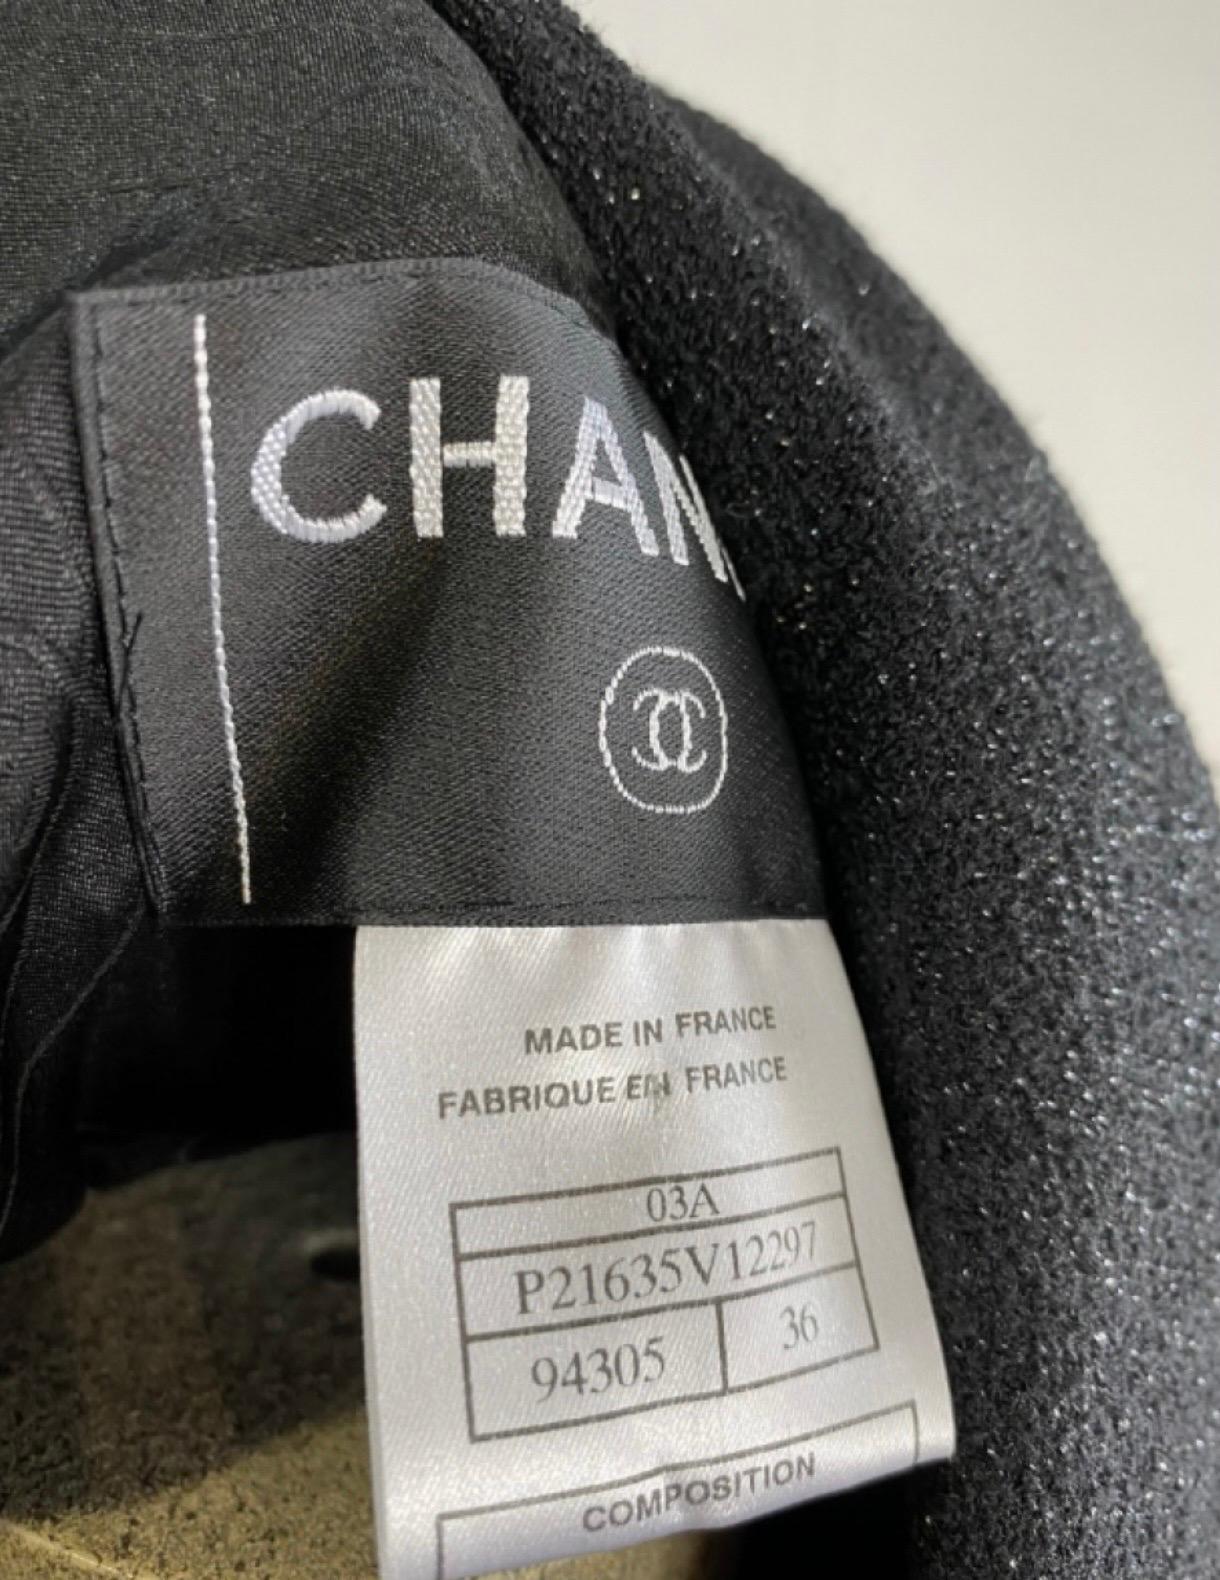 CHAN
MADE IN FRANCE
FABRIQUE EN FRANCE
03A
P21635V12297
94305 36
COMPOSITION